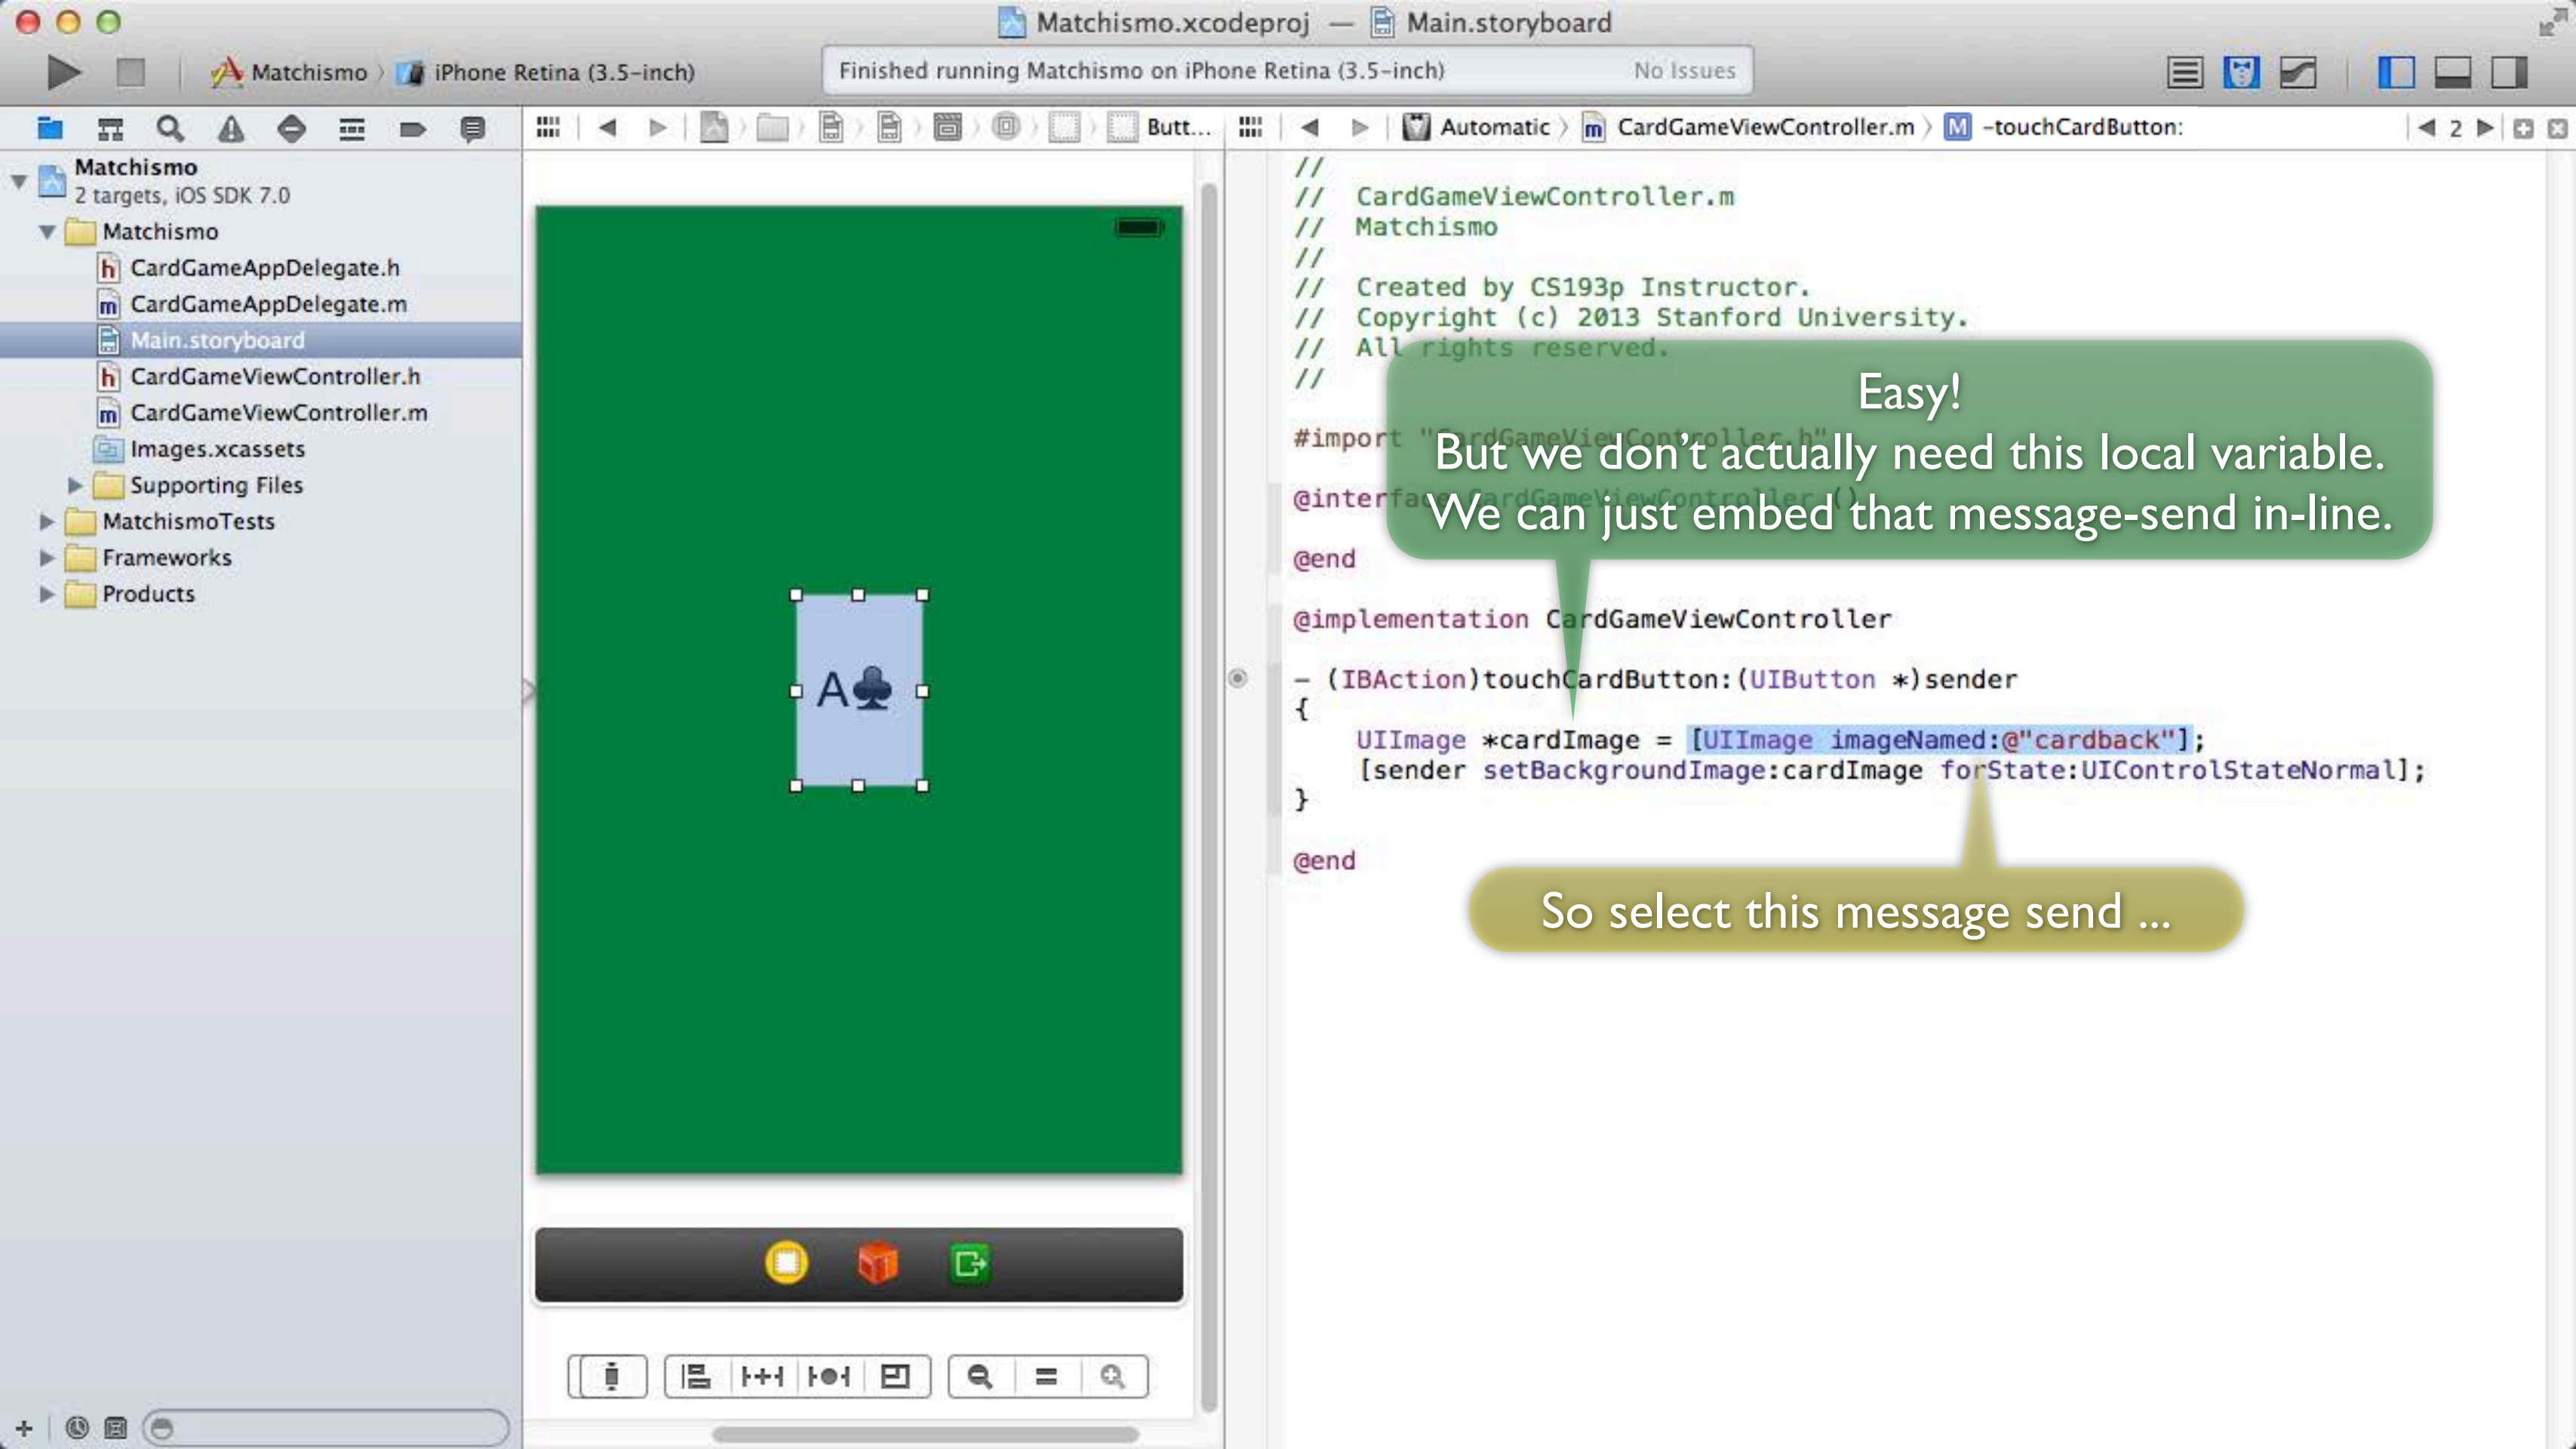 Matchismo.xcodeproj — Main.storyboard
Matchismo 〉 iPhone Retina (3.5-inch)
Finished running Matchismo on iPhone Retina (3.5-inch)
No Issues
Butt...
Automatic 〉 m CardGameViewController.m 〉 M -touchCardButton:
2
Matchismo
2 targets, iOS SDK 7.0
Matchismo
h CardGameAppDelegate.h
m CardGameAppDelegate.m
Main.storyboard
h CardGameViewController.h
m CardGameViewController.m
Images.xcassets
Supporting Files
MatchismoTests
Frameworks
Products
A♣
//
// CardGameViewController.m
// Matchismo
//
// Created by CS193p Instructor.
// Copyright (c) 2013 Stanford University.
// All rights reserved.
//
#import "CardGameViewController.h"
@interface CardGameViewController ()
@end
@implementation CardGameViewController
- (IBAction)touchCardButton:(UIButton *)sender
{
UIImage *cardImage = [UIImage imageNamed:@"cardback"];
[sender setBackgroundImage:cardImage forState:UIControlStateNormal];
}
@end
Easy!
But we don't actually need this local variable.
We can just embed that message-send in-line.
So select this message send ...